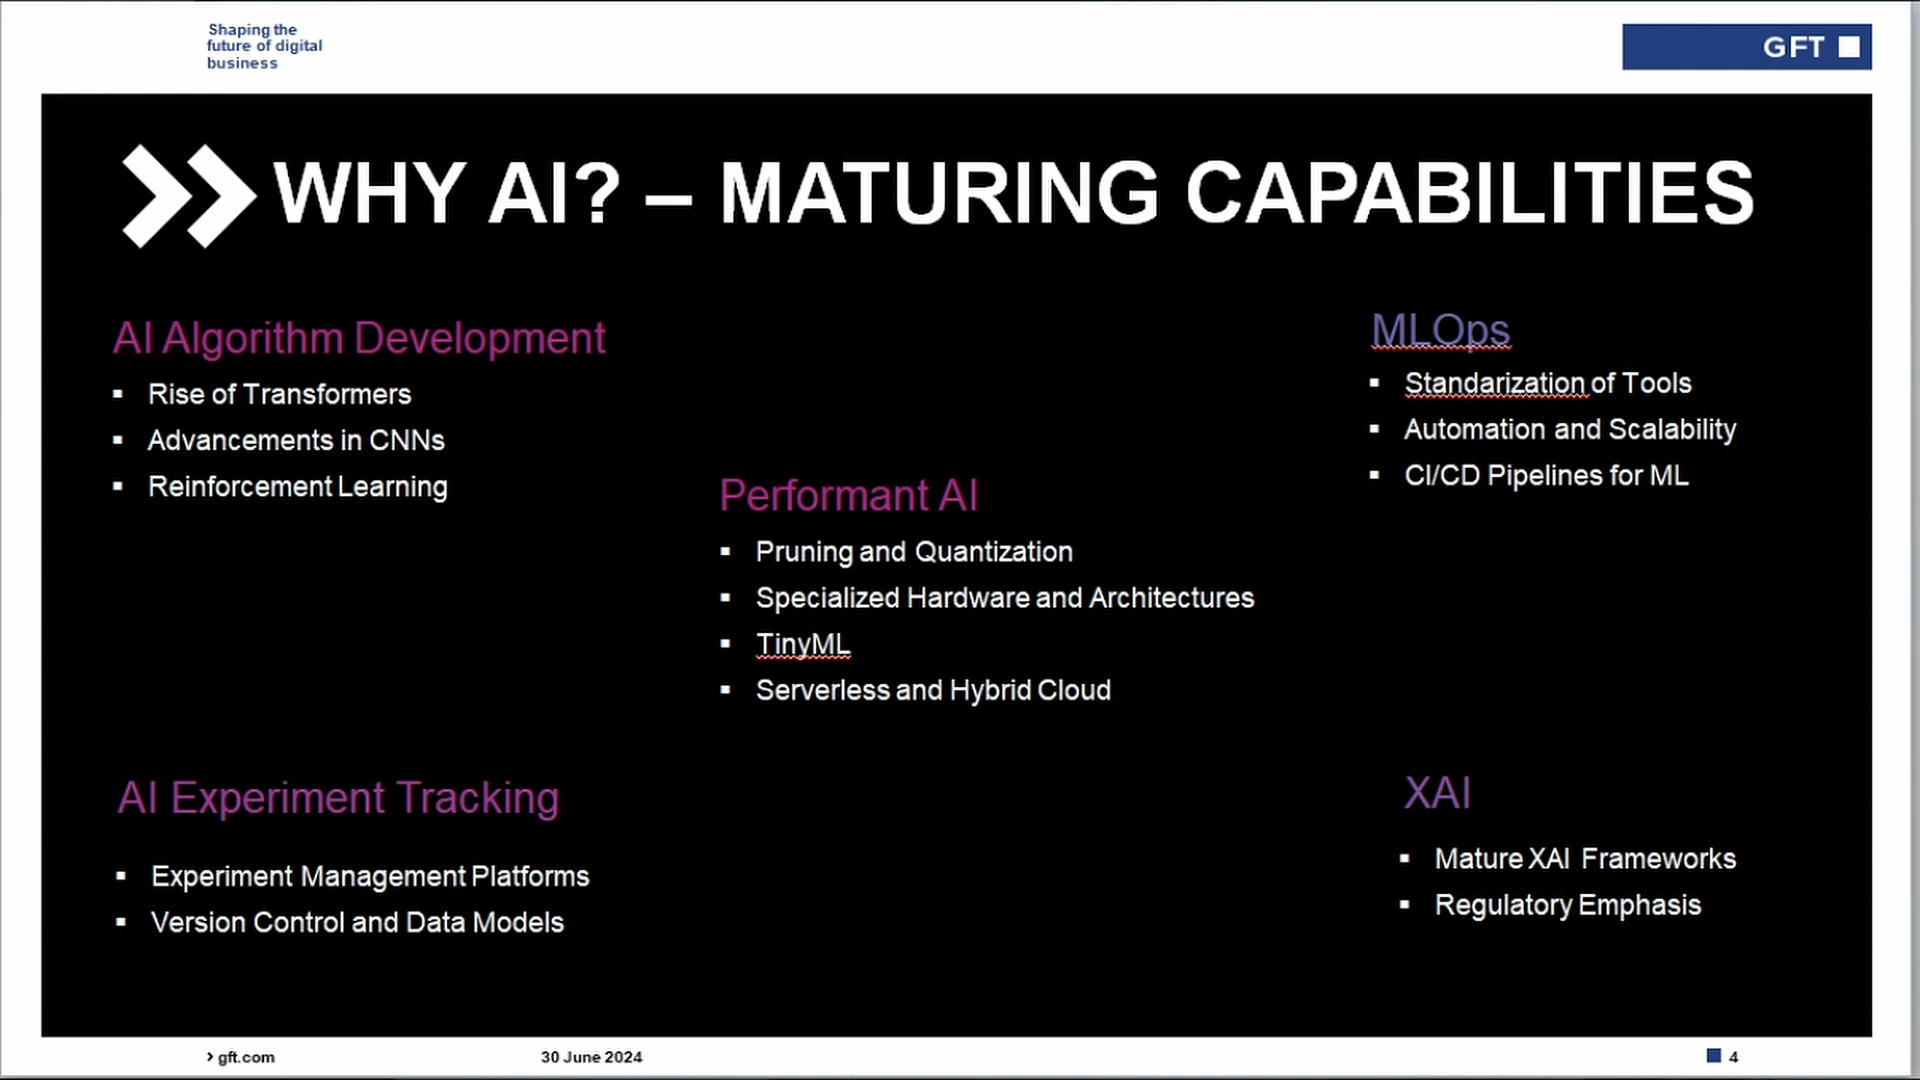 Shaping the
future of digital
business
GFT
WHY AI? – MATURING CAPABILITIES
AI Algorithm Development
▪ Rise of Transformers
▪ Advancements in CNNs
▪ Reinforcement Learning
MLOps
▪ Standarization of Tools
▪ Automation and Scalability
▪ CI/CD Pipelines for ML
Performant AI
▪ Pruning and Quantization
▪ Specialized Hardware and Architectures
▪ TinyML
▪ Serverless and Hybrid Cloud
AI Experiment Tracking
▪ Experiment Management Platforms
▪ Version Control and Data Models
XAI
▪ Mature XAI Frameworks
▪ Regulatory Emphasis
gft.com
30 June 2024
4